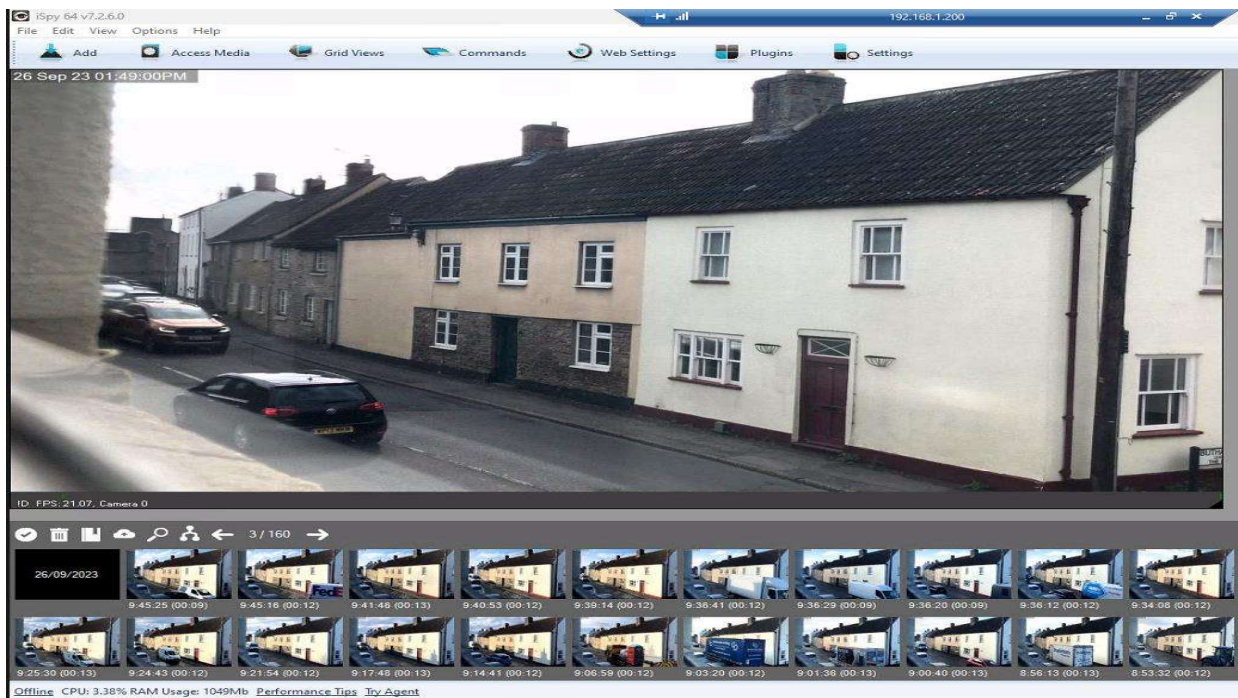 iSpy 64 v7.2.6.0
192.168.1.200
File Edit View Options Help
Add Access Media Grid Views Commands Web Settings Plugins Settings
26 Sep 23 01:49:00PM
ID FPS: 21.07, Camera 0
3 / 160
26/09/2023
FedE
9:45:25 (00:09) 9:45:16 (00:12) 9:41:46 (00:13) 9:40:53 (00:12) 9:39:14 (00:12) 9:38:41 (00:12) 9:36:29 (00:09) 9:36:20 (00:09) 9:36:12 (00:12) 9:34:08 (00:12)
9:25:30 (00:13) 9:24:43 (00:12) 9:21:54 (00:12) 9:17:48 (00:13) 9:14:41 (00:12) 9:06:59 (00:12) 9:03:20 (00:12) 9:01:36 (00:13) 9:00:40 (00:13) 8:56:13 (00:13) 8:53:32 (00:12)
Offline CPU: 3.38% RAM Usage: 1049Mb Performance Tips Try Agent